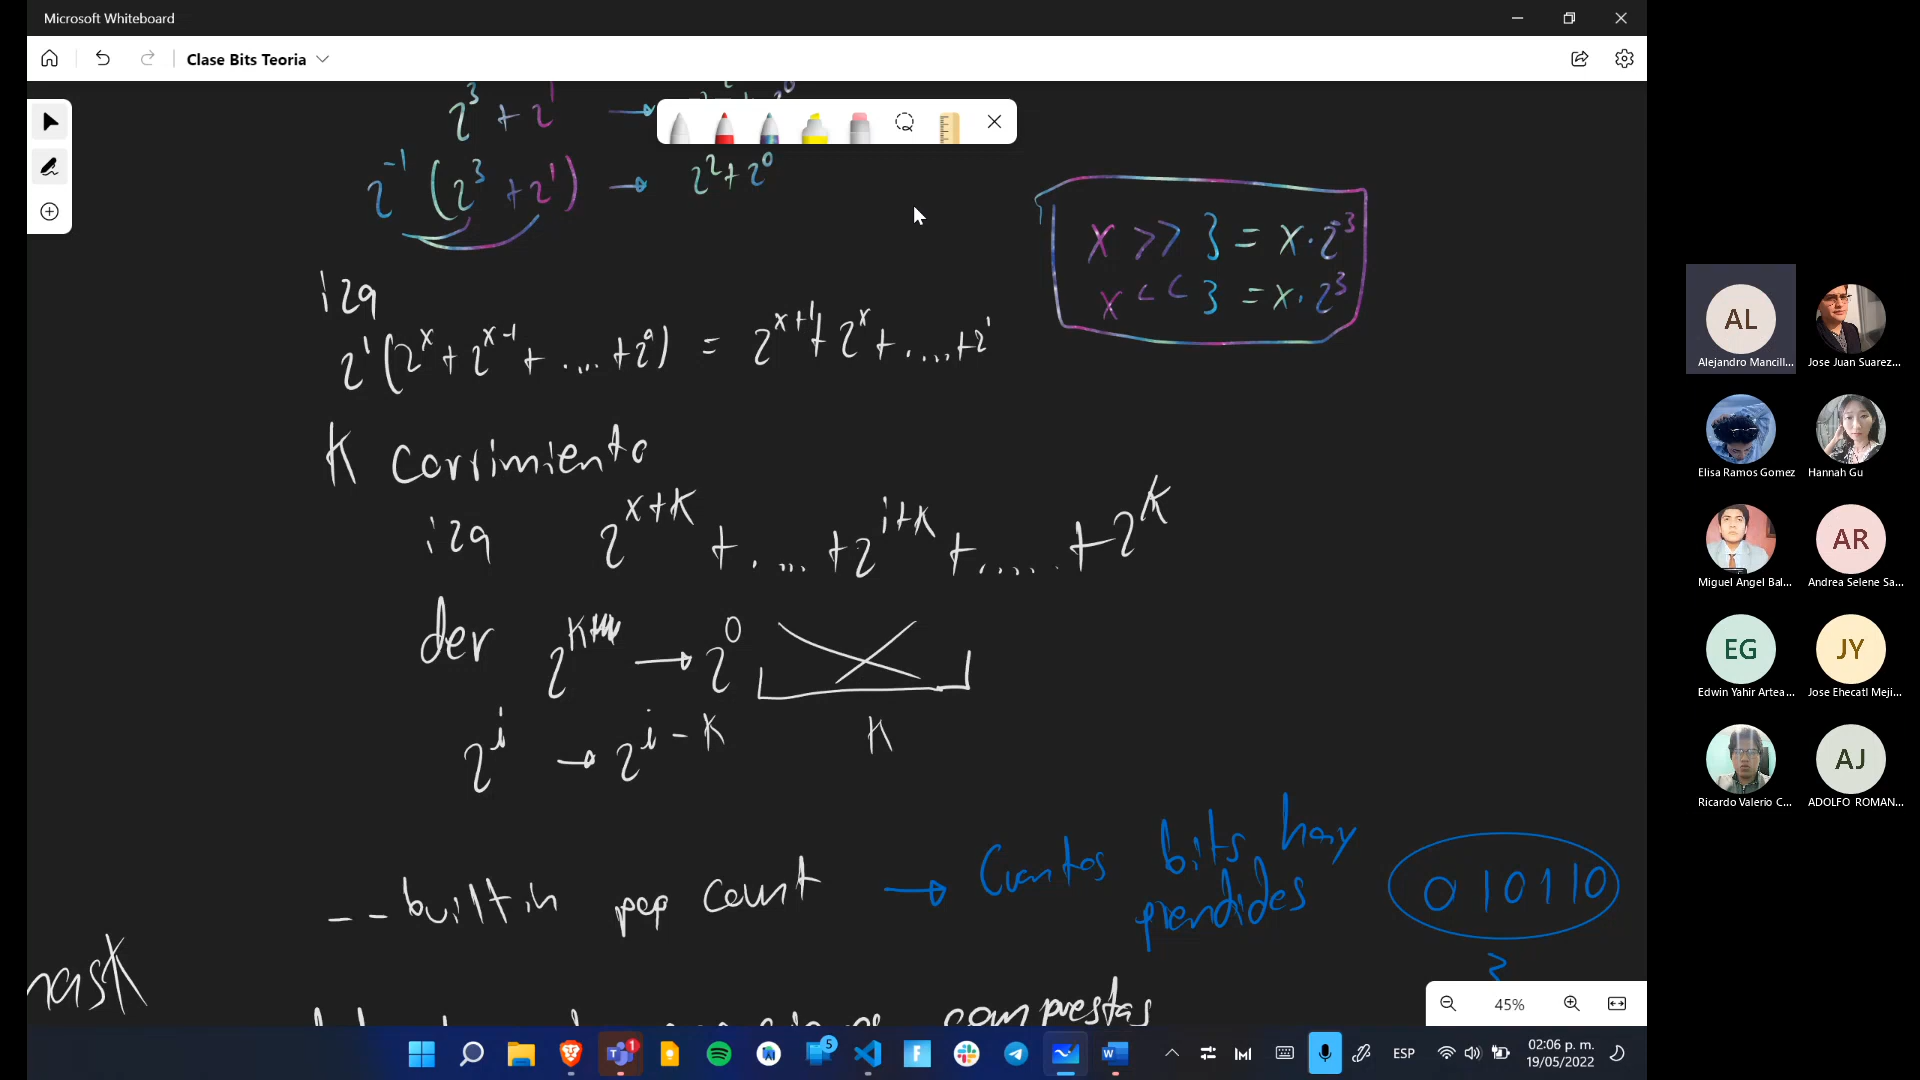 Microsoft Whiteboard
Clase Bits Teoria
2^3 + 2^1 →
2^-1 (2^3 + 2^1) → 2^2 + 2^0
x >> 3 = x · 2^-3
x << 3 = x · 2^3
izq
2^1 (2^x + 2^x-1 + .... + 2^0) = 2^x+1 + 2^x + .... + 2^1
K corrimiento
izq 2^x+K + .... + 2^i+K + ..... + 2^K
der 2^K → 2^0
2^i → 2^i-K K
--builtin pop count → Cuantos bits hay
prendidos
010110
3
mask
compuestas
45%
AL
Alejandro Mancill...
Jose Juan Suarez...
Elisa Ramos Gomez
Hannah Gu
Miguel Angel Bal...
AR
Andrea Selene Sa...
EG
Edwin Yahir Artea...
JY
Jose Ehecatl Meji...
Ricardo Valerio C...
AJ
ADOLFO ROMAN...
1
5
ESP
02:06 p. m.
19/05/2022